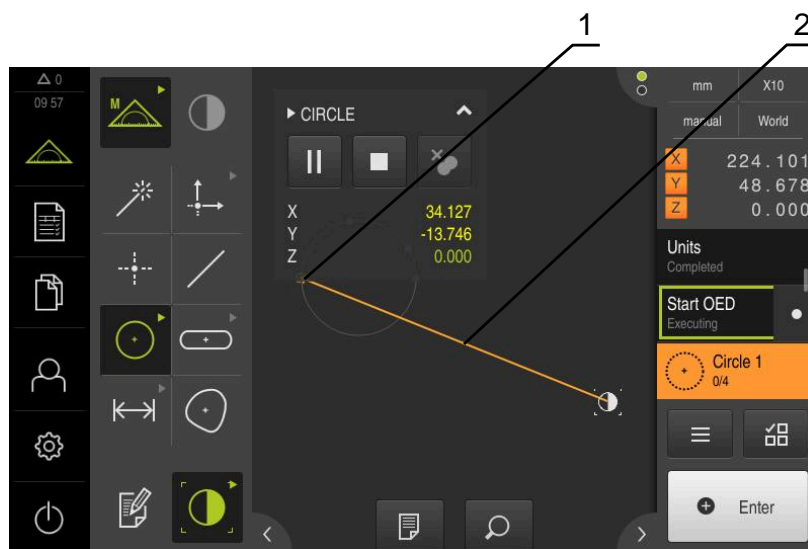 1
2
0
09 57
M
CIRCLE
X 34.127
Y -13.746
Z 0.000
mm X10
manual World
X 224.101
Y 48.678
Z 0.000
Units
Completed
Start OED
Executing
Circle 1
0/4
Enter